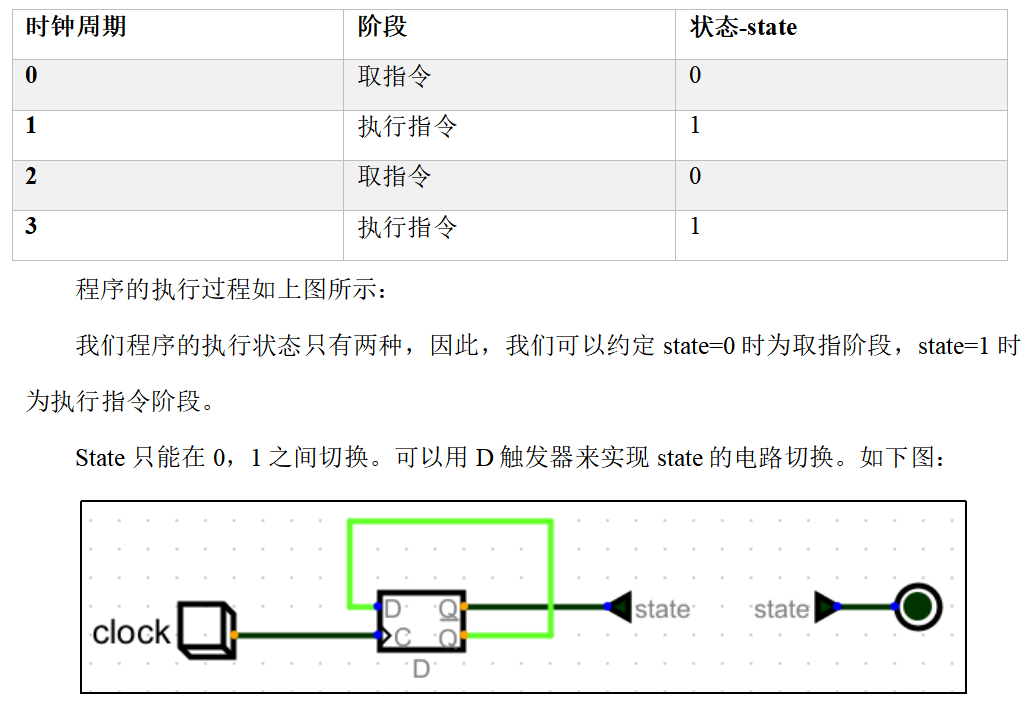 时钟周期 阶段 状态-state
0 取指令 0
1 执行指令 1
2 取指令 0
3 执行指令 1
程序的执行过程如上图所示：
我们程序的执行状态只有两种，因此，我们可以约定 state=0 时为取指阶段，state=1 时
为执行指令阶段。
State 只能在 0，1 之间切换。可以用 D 触发器来实现 state 的电路切换。如下图：
D Q state state
clock C Q
D